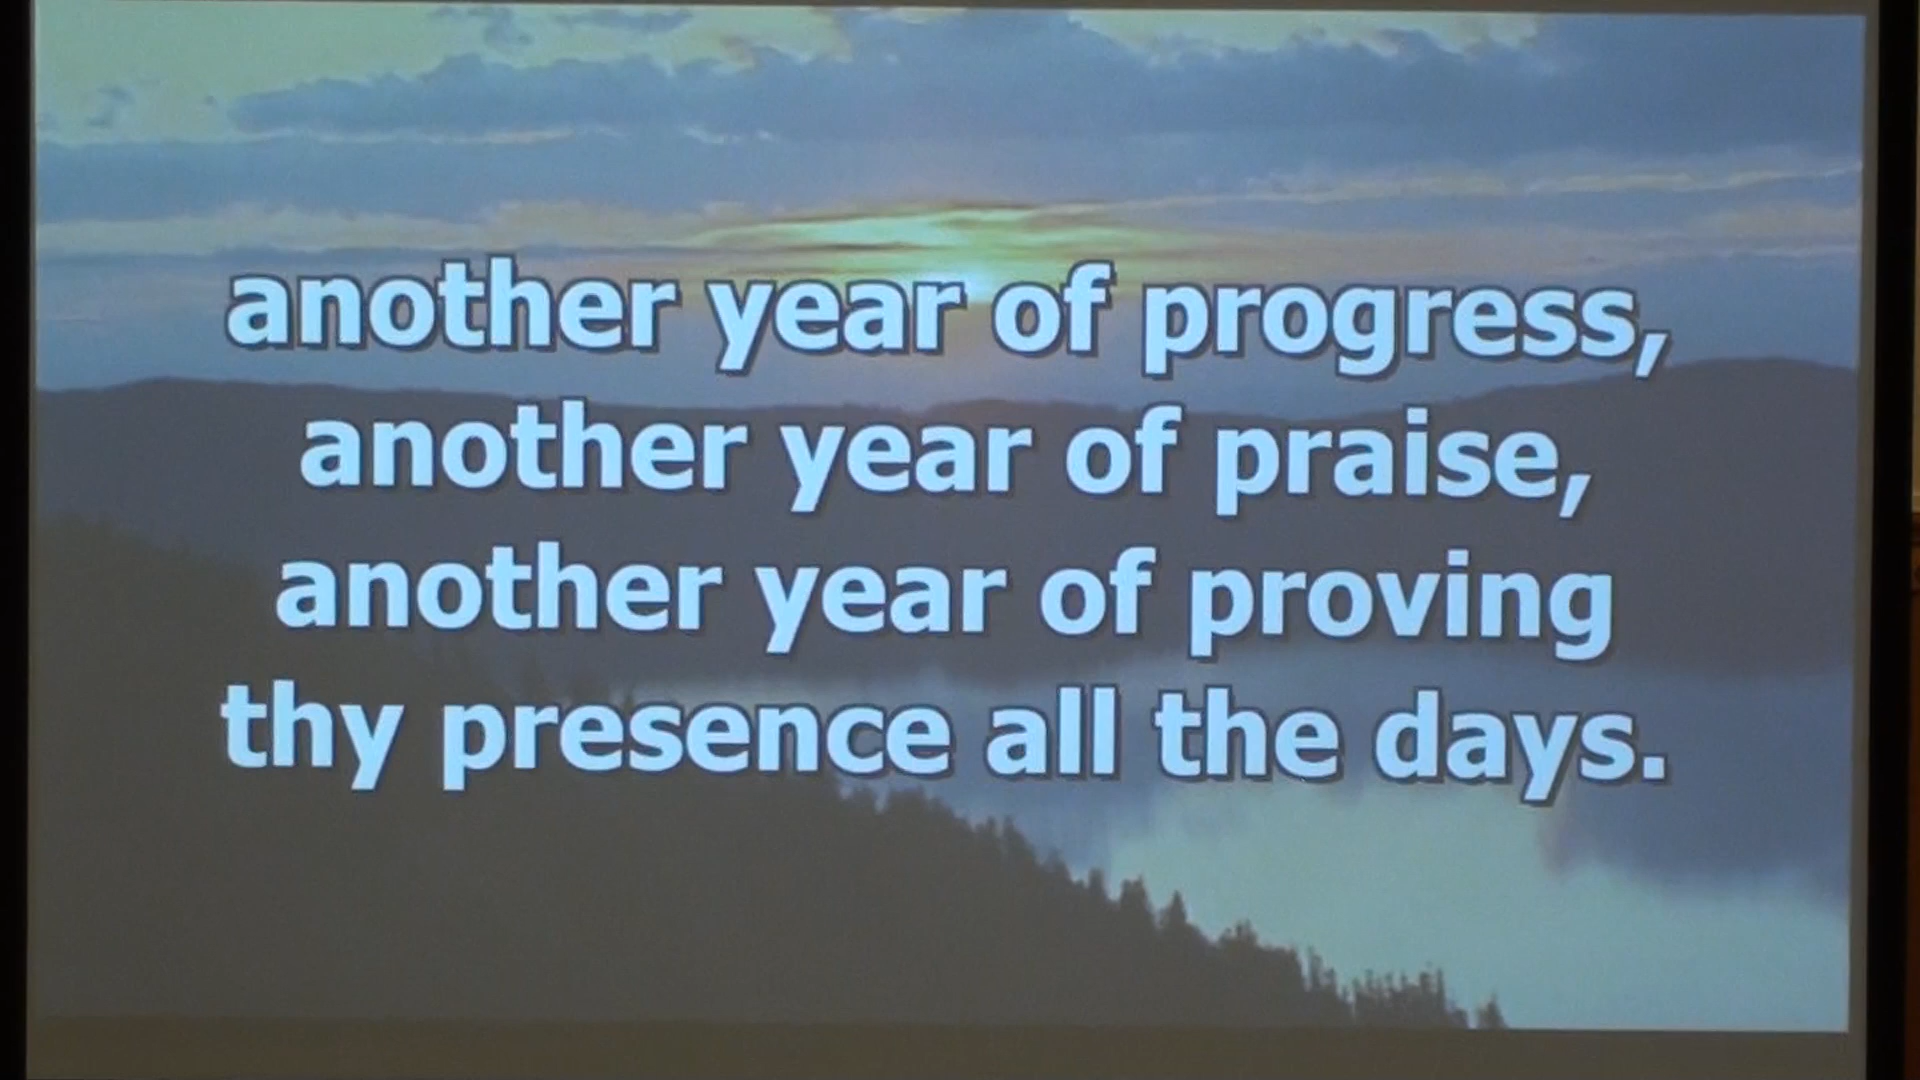 another year of progress,
another year of praise,
another year of proving
thy presence all the days.